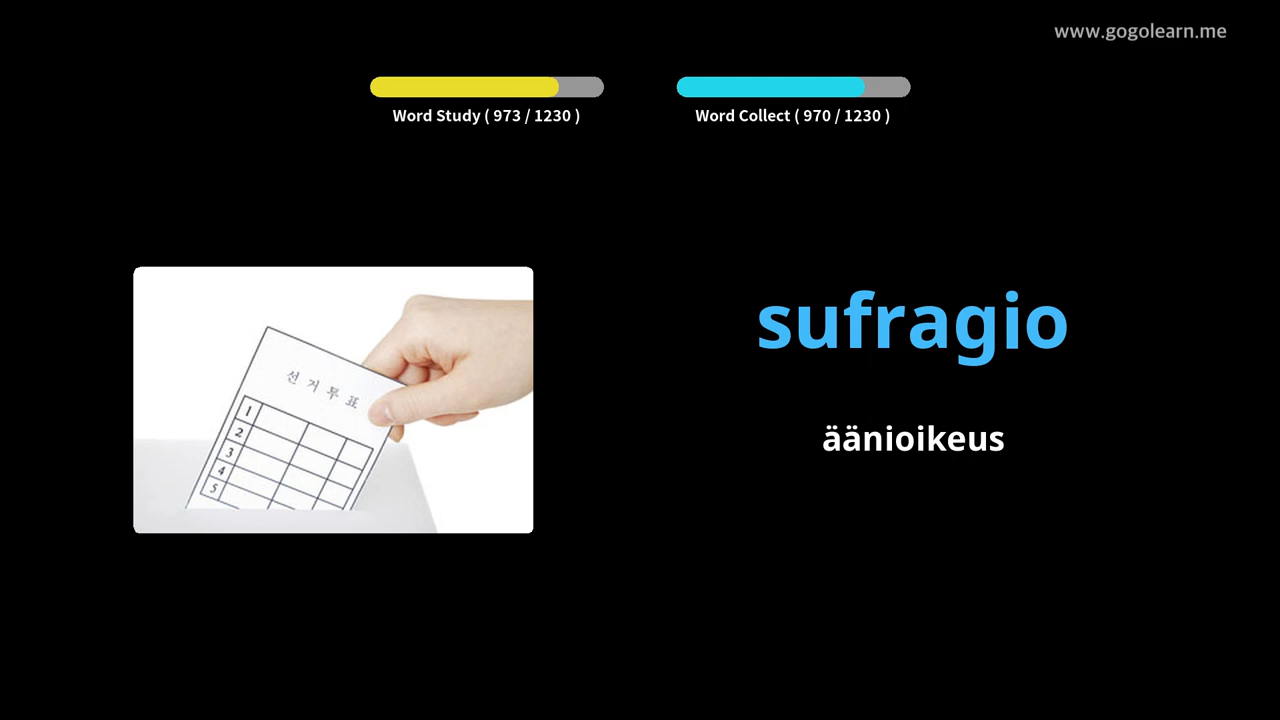 www.gogolearn.me
Word Study ( 973 / 1230 )
Word Collect ( 970 / 1230 )
sufragio
äänioikeus
선거투표
1
2
3
4
5